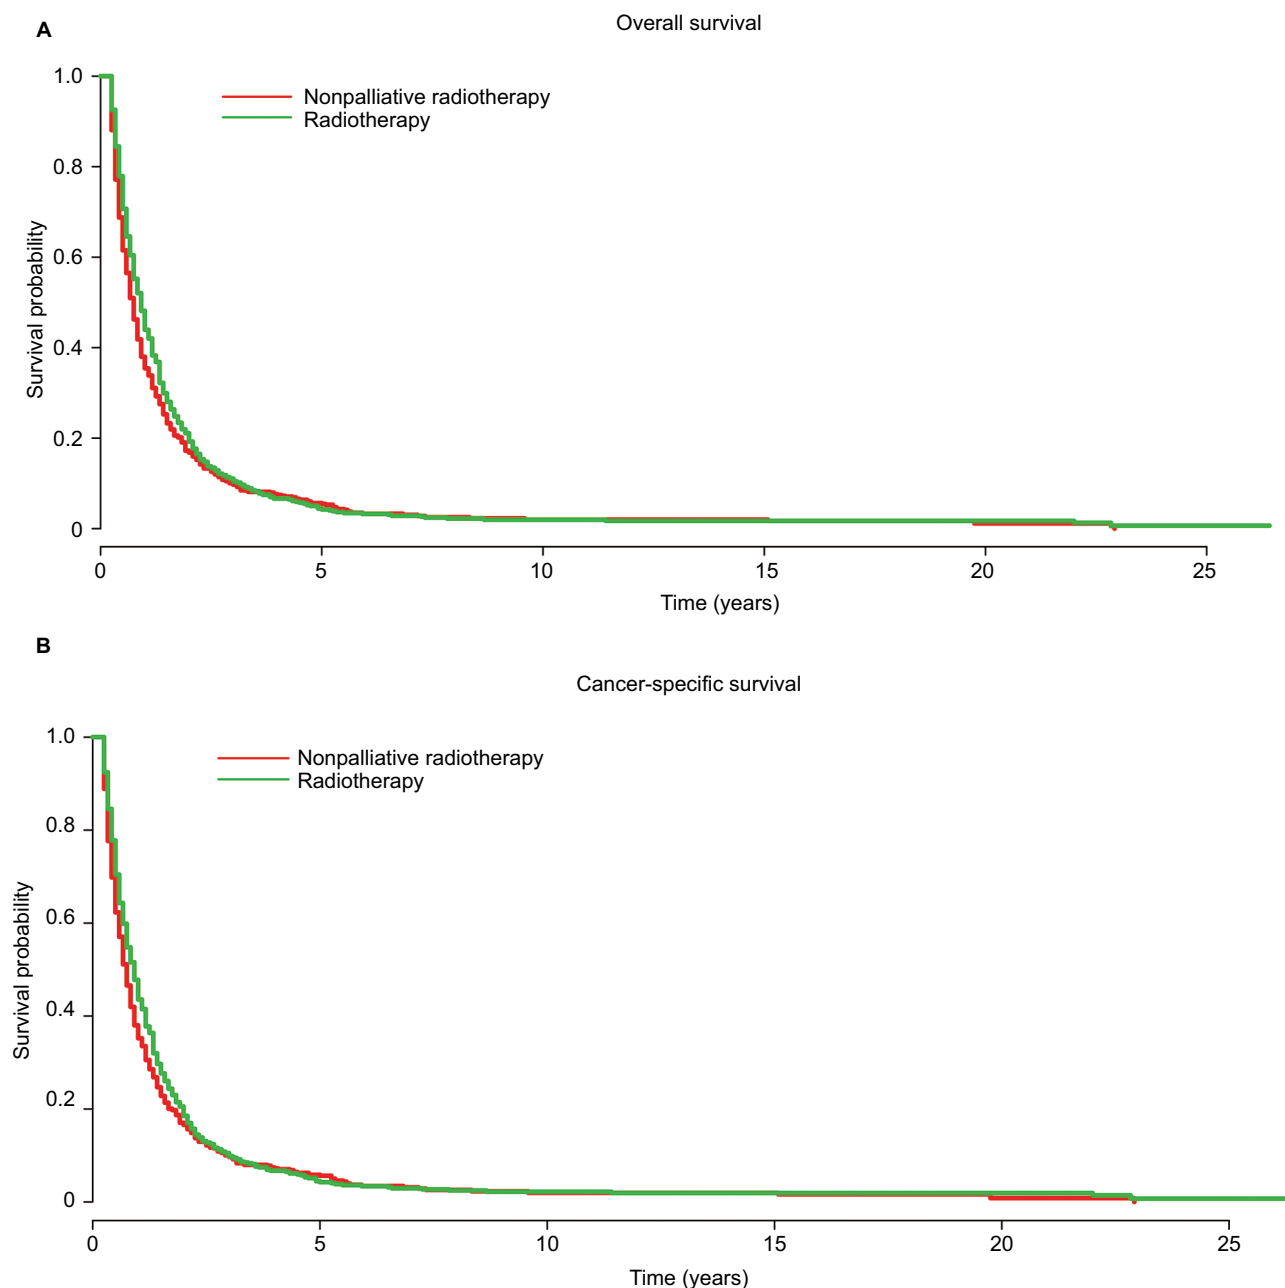 A
Overall survival
1.0
0.8
0.6
0.4
0.2
0
Survival probability
Nonpalliative radiotherapy
Radiotherapy
0 5 10 15 20 25
Time (years)
B
Cancer-specific survival
1.0
0.8
0.6
0.4
0.2
0
Survival probability
Nonpalliative radiotherapy
Radiotherapy
0 5 10 15 20 25
Time (years)